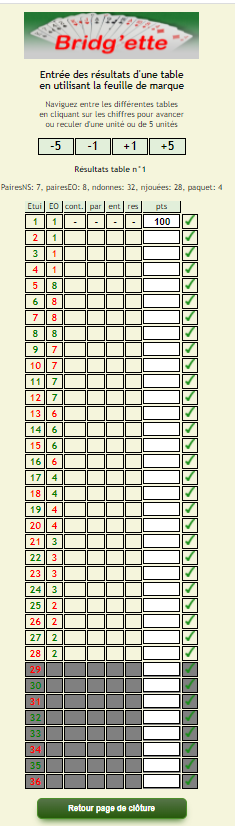 Bridg'ette
Entrée des résultats d'une table
en utilisant la feuille de marque
Naviguez entre les différentes tables
en cliquant sur les chiffres pour avancer
ou reculer d'une unité ou de 5 unités
-5 -1 +1 +5
Résultats table n°1
PairesNS: 7, pairesEO: 8, ndonnes: 32, njouées: 28, paquet: 4
Etui EO cont. par ent res pts
1 1 - - - - 100
2 1
3 1
4 1
5 8
6 8
7 8
8 8
9 7
10 7
11 7
12 7
13 6
14 6
15 6
16 6
17 4
18 4
19 4
20 4
21 3
22 3
23 3
24 3
25 2
26 2
27 2
28 2
29
30
31
32
33
34
35
36
Retour page de clôture